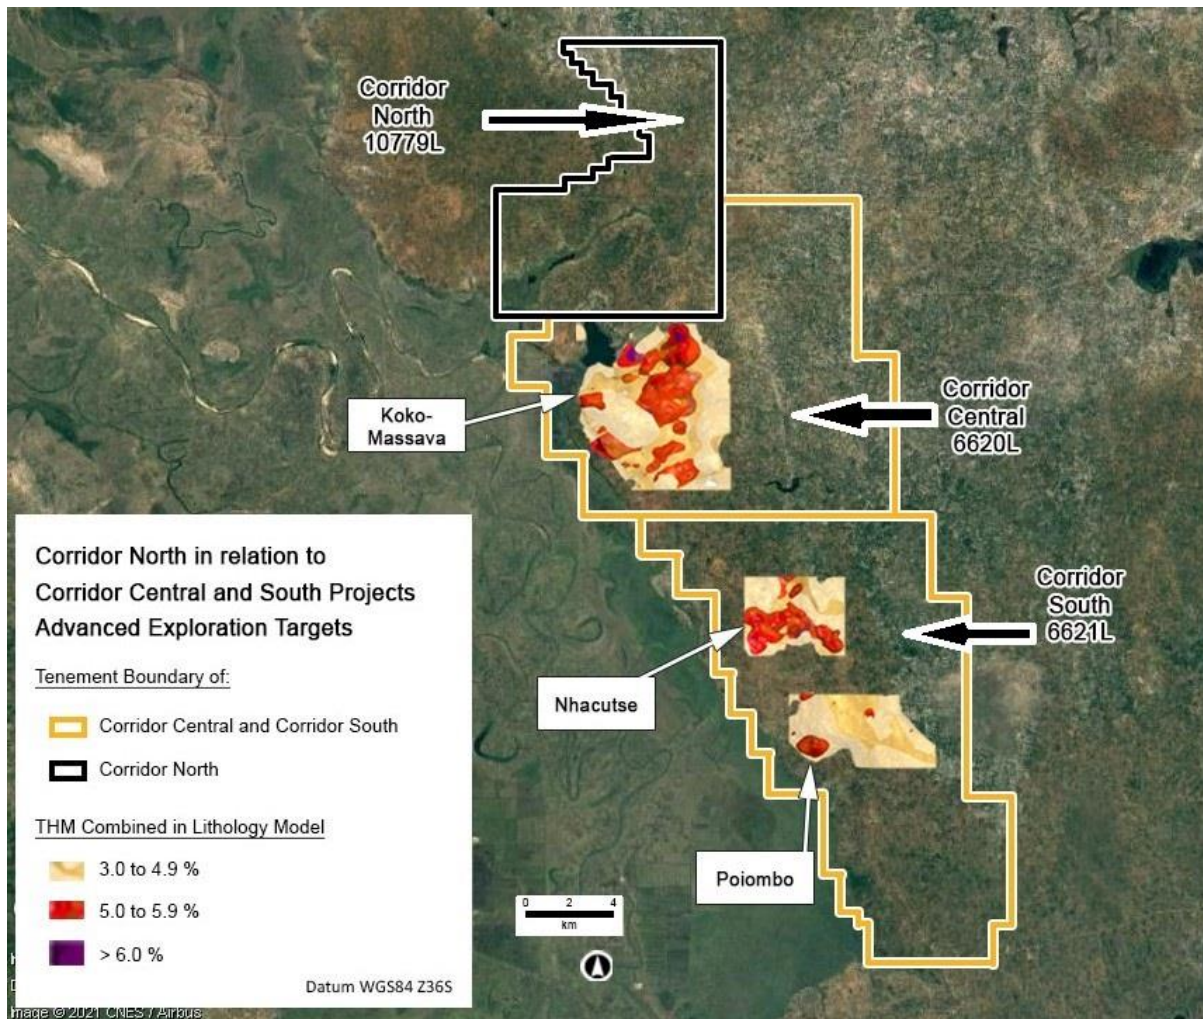 Corridor
North
10779L
Koko-
Massava
Corridor
Central
6620L
Corridor
South
6621L
Nhacutse
Poiombo
Corridor North in relation to
Corridor Central and South Projects
Advanced Exploration Targets
Tenement Boundary of:
Corridor Central and Corridor South
Corridor North
THM Combined in Lithology Model
3.0 to 4.9 %
5.0 to 5.9 %
> 6.0 %
Datum WGS84 Z36S
0 2 4
km
Image © 2021 CNES / Airbus